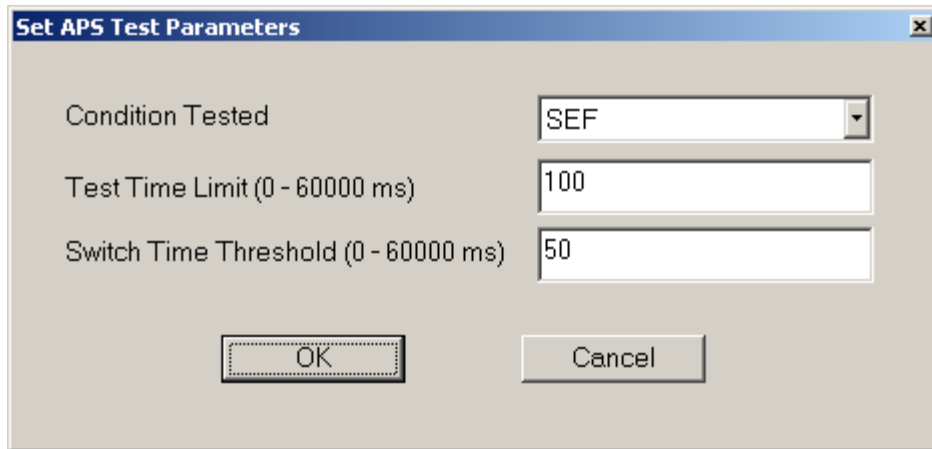 Set APS Test Parameters
Condition Tested SEF
Test Time Limit (0 - 60000 ms) 100
Switch Time Threshold (0 - 60000 ms) 50
OK Cancel